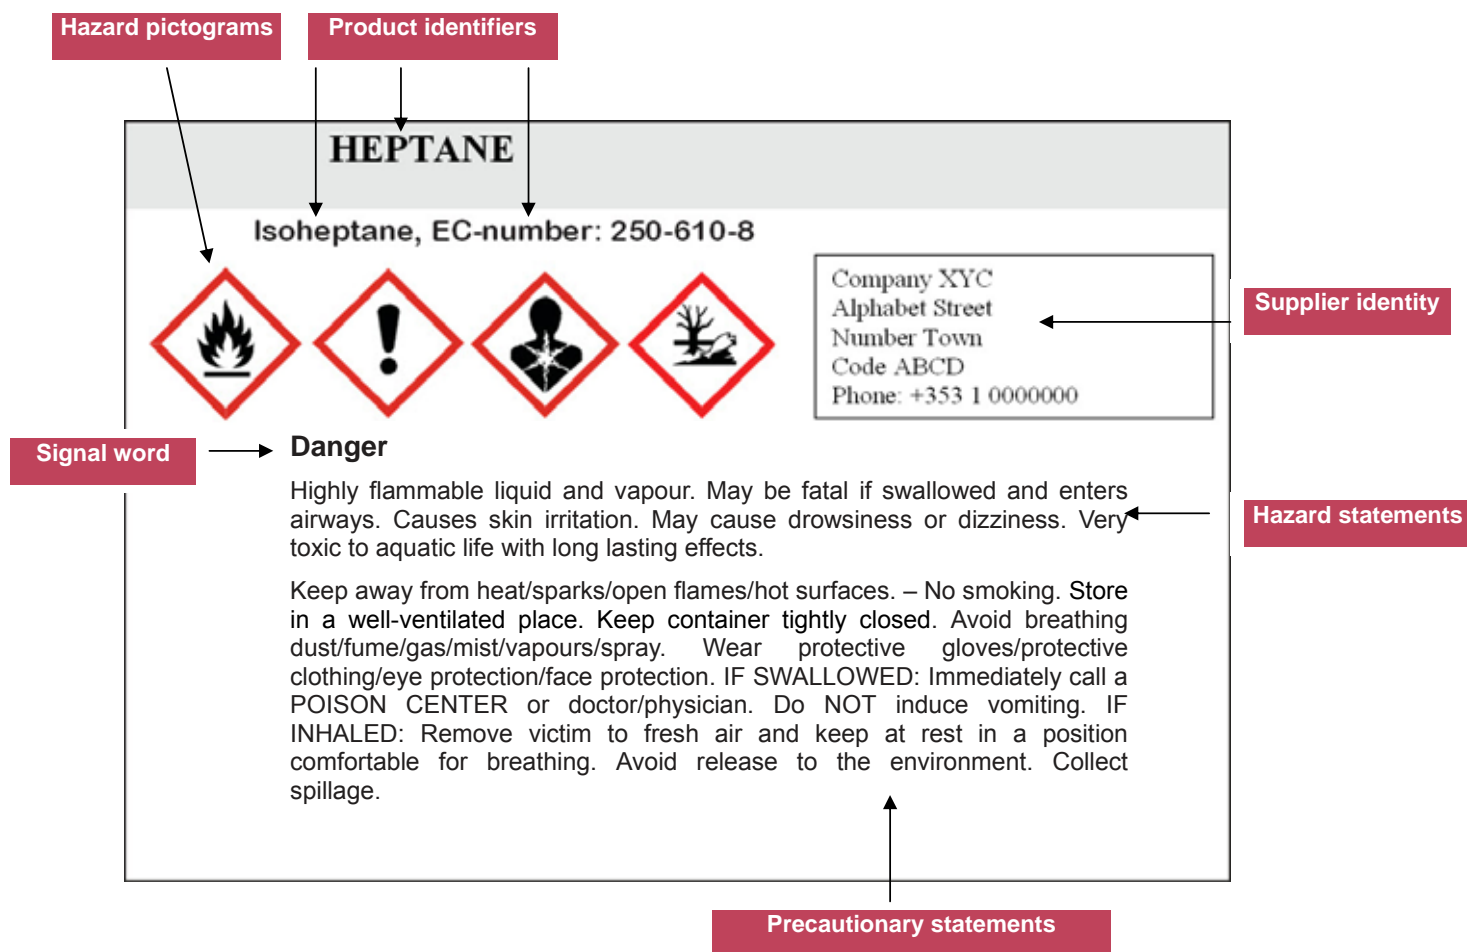 Hazard pictograms
Product identifiers
HEPTANE
Isoheptane, EC-number: 250-610-8
Company XYC
Alphabet Street
Number Town
Code ABCD
Phone: +353 1 0000000
Supplier identity
Signal word
Danger
Highly flammable liquid and vapour. May be fatal if swallowed and enters
airways. Causes skin irritation. May cause drowsiness or dizziness. Very
toxic to aquatic life with long lasting effects.
Hazard statements
Keep away from heat/sparks/open flames/hot surfaces. – No smoking. Store
in a well-ventilated place. Keep container tightly closed. Avoid breathing
dust/fume/gas/mist/vapours/spray. Wear protective gloves/protective
clothing/eye protection/face protection. IF SWALLOWED: Immediately call a
POISON CENTER or doctor/physician. Do NOT induce vomiting. IF
INHALED: Remove victim to fresh air and keep at rest in a position
comfortable for breathing. Avoid release to the environment. Collect
spillage.
Precautionary statements